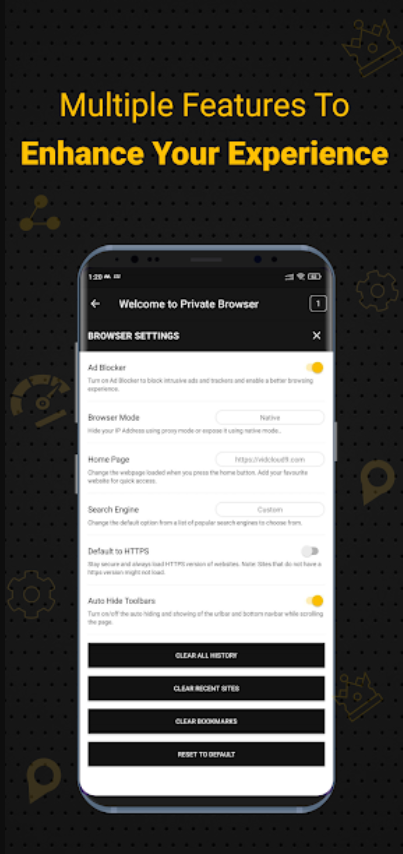 Multiple Features To
Enhance Your Experience
1:20
Welcome to Private Browser
1
BROWSER SETTINGS
Ad Blocker
Turn on Ad Blocker to block intrusive ads and trackers and enable a better browsing
experience.
Browser Mode
Native
Hide your IP Address using proxy mode or expose it using native mode..
Home Page
https://vidcloud9.com
Change the webpage loaded when you press the home button. Add your favourite
website for quick access.
Search Engine
Custom
Change the default option from a list of popular search engines to choose from.
Default to HTTPS
Stay secure and always load HTTPS version of websites. Note: Sites that do not have a
https version might not load.
Auto Hide Toolbars
Turn on/off the auto hiding and showing of the urlbar and bottom navbar while scrolling
the page.
CLEAR ALL HISTORY
CLEAR RECENT SITES
CLEAR BOOKMARKS
RESET TO DEFAULT